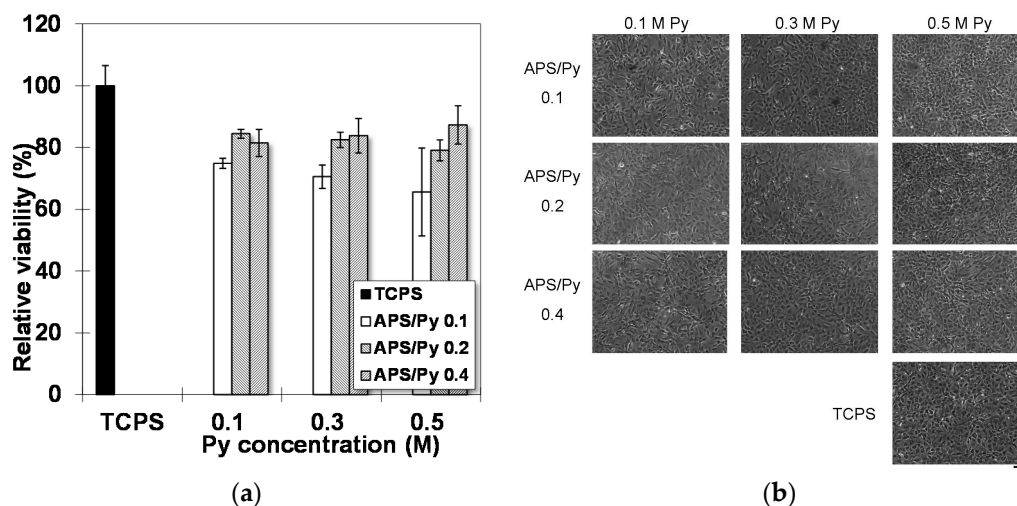 120
100
80
60
40
20
0
Relative viability (%)
TCPS
APS/Py 0.1
APS/Py 0.2
APS/Py 0.4
TCPS 0.1 0.3 0.5
Py concentration (M)
(a)
0.1 M Py 0.3 M Py 0.5 M Py
APS/Py
0.1
APS/Py
0.2
APS/Py
0.4
TCPS
(b)